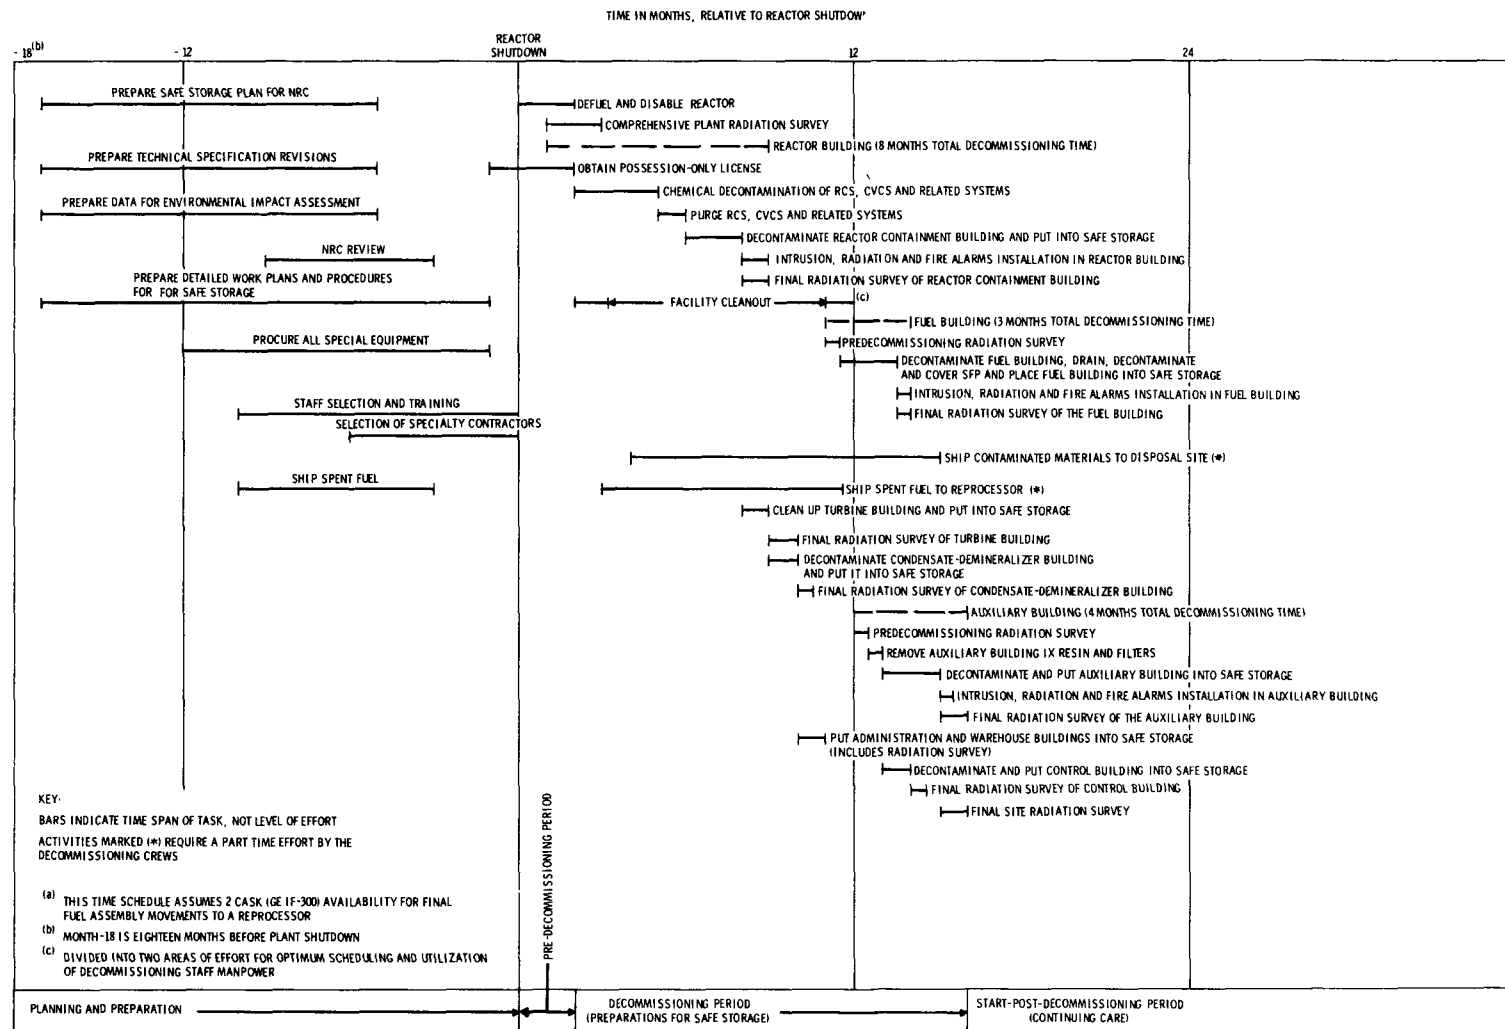 TIME IN MONTHS, RELATIVE TO REACTOR SHUTDOW
- 18(b)
- 12
REACTOR
SHUTDOWN
12
24
PREPARE SAFE STORAGE PLAN FOR NRC
DEFUEL AND DISABLE REACTOR
COMPREHENSIVE PLANT RADIATION SURVEY
REACTOR BUILDING (8 MONTHS TOTAL DECOMMISSIONING TIME)
PREPARE TECHNICAL SPECIFICATION REVISIONS
OBTAIN POSSESSION-ONLY LICENSE
CHEMICAL DECONTAMINATION OF RCS, CVCS AND RELATED SYSTEMS
PREPARE DATA FOR ENVIRONMENTAL IMPACT ASSESSMENT
PURGE RCS, CVCS AND RELATED SYSTEMS
DECONTAMINATE REACTOR CONTAINMENT BUILDING AND PUT INTO SAFE STORAGE
NRC REVIEW
INTRUSION, RADIATION AND FIRE ALARMS INSTALLATION IN REACTOR BUILDING
PREPARE DETAILED WORK PLANS AND PROCEDURES
FOR FOR SAFE STORAGE
FINAL RADIATION SURVEY OF REACTOR CONTAINMENT BUILDING
FACILITY CLEANOUT
(c)
FUEL BUILDING (3 MONTHS TOTAL DECOMMISSIONING TIME)
PROCURE ALL SPECIAL EQUIPMENT
PREDECOMMISSIONING RADIATION SURVEY
DECONTAMINATE FUEL BUILDING, DRAIN, DECONTAMINATE
AND COVER SFP AND PLACE FUEL BUILDING INTO SAFE STORAGE
INTRUSION, RADIATION AND FIRE ALARMS INSTALLATION IN FUEL BUILDING
STAFF SELECTION AND TRAINING
FINAL RADIATION SURVEY OF THE FUEL BUILDING
SELECTION OF SPECIALTY CONTRACTORS
SHIP CONTAMINATED MATERIALS TO DISPOSAL SITE (*)
SHIP SPENT FUEL
SHIP SPENT FUEL TO REPROCESSOR (*)
CLEAN UP TURBINE BUILDING AND PUT INTO SAFE STORAGE
FINAL RADIATION SURVEY OF TURBINE BUILDING
DECONTAMINATE CONDENSATE-DEMINERALIZER BUILDING
AND PUT IT INTO SAFE STORAGE
FINAL RADIATION SURVEY OF CONDENSATE-DEMINERALIZER BUILDING
AUXILIARY BUILDING (4 MONTHS TOTAL DECOMMISSIONING TIME)
PREDECOMMISSIONING RADIATION SURVEY
REMOVE AUXILIARY BUILDING IX RESIN AND FILTERS
DECONTAMINATE AND PUT AUXILIARY BUILDING INTO SAFE STORAGE
INTRUSION, RADIATION AND FIRE ALARMS INSTALLATION IN AUXILIARY BUILDING
FINAL RADIATION SURVEY OF THE AUXILIARY BUILDING
PUT ADMINISTRATION AND WAREHOUSE BUILDINGS INTO SAFE STORAGE
(INCLUDES RADIATION SURVEY)
DECONTAMINATE AND PUT CONTROL BUILDING INTO SAFE STORAGE
FINAL RADIATION SURVEY OF CONTROL BUILDING
FINAL SITE RADIATION SURVEY
KEY:
BARS INDICATE TIME SPAN OF TASK, NOT LEVEL OF EFFORT
ACTIVITIES MARKED (*) REQUIRE A PART TIME EFFORT BY THE
DECOMMISSIONING CREWS
(a) THIS TIME SCHEDULE ASSUMES 2 CASK (GE IF-300) AVAILABILITY FOR FINAL
FUEL ASSEMBLY MOVEMENTS TO A REPROCESSOR
(b) MONTH-18 IS EIGHTEEN MONTHS BEFORE PLANT SHUTDOWN
(c) DIVIDED INTO TWO AREAS OF EFFORT FOR OPTIMUM SCHEDULING AND UTILIZATION
OF DECOMMISSIONING STAFF MANPOWER
PRE-DECOMMISSIONING PERIOD
PLANNING AND PREPARATION
DECOMMISSIONING PERIOD
(PREPARATIONS FOR SAFE STORAGE)
START-POST-DECOMMISSIONING PERIOD
(CONTINUING CARE)